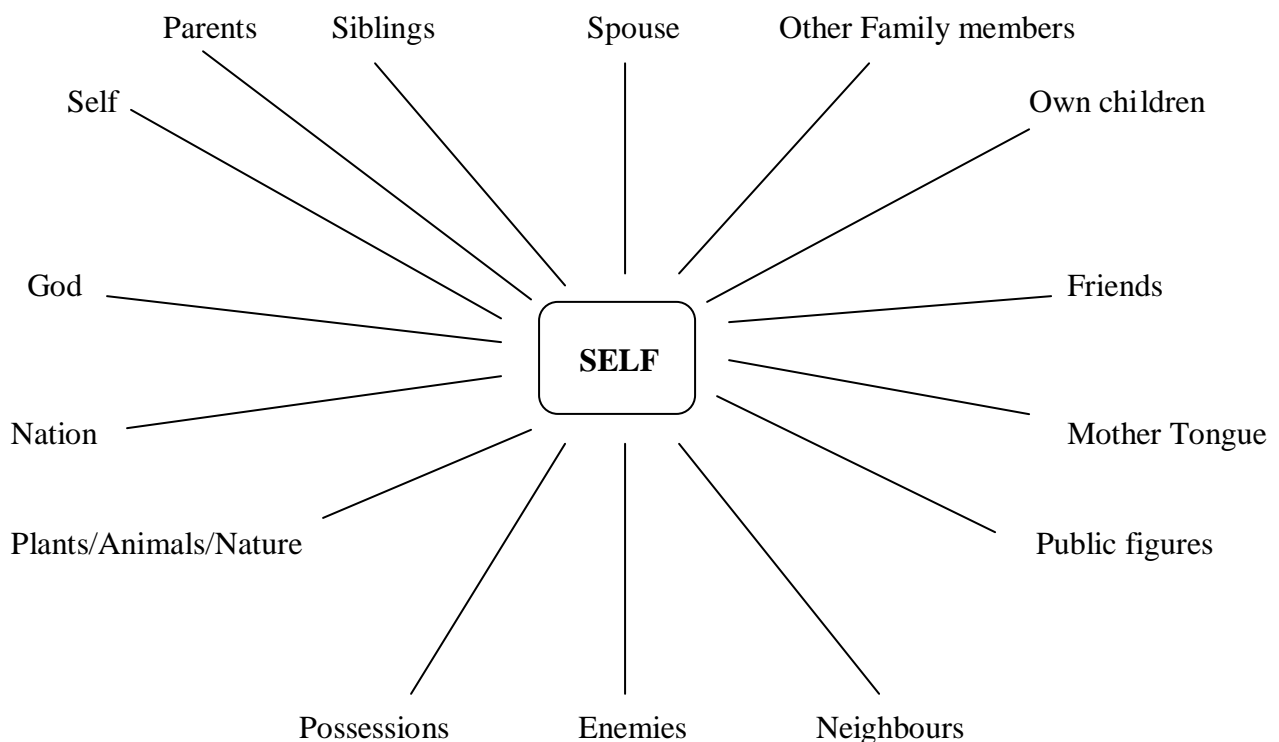 Parents Siblings Spouse Other Family members
Self Own children
God Friends
SELF
Nation Mother Tongue
Plants/Animals/Nature Public figures
Possessions Enemies Neighbours